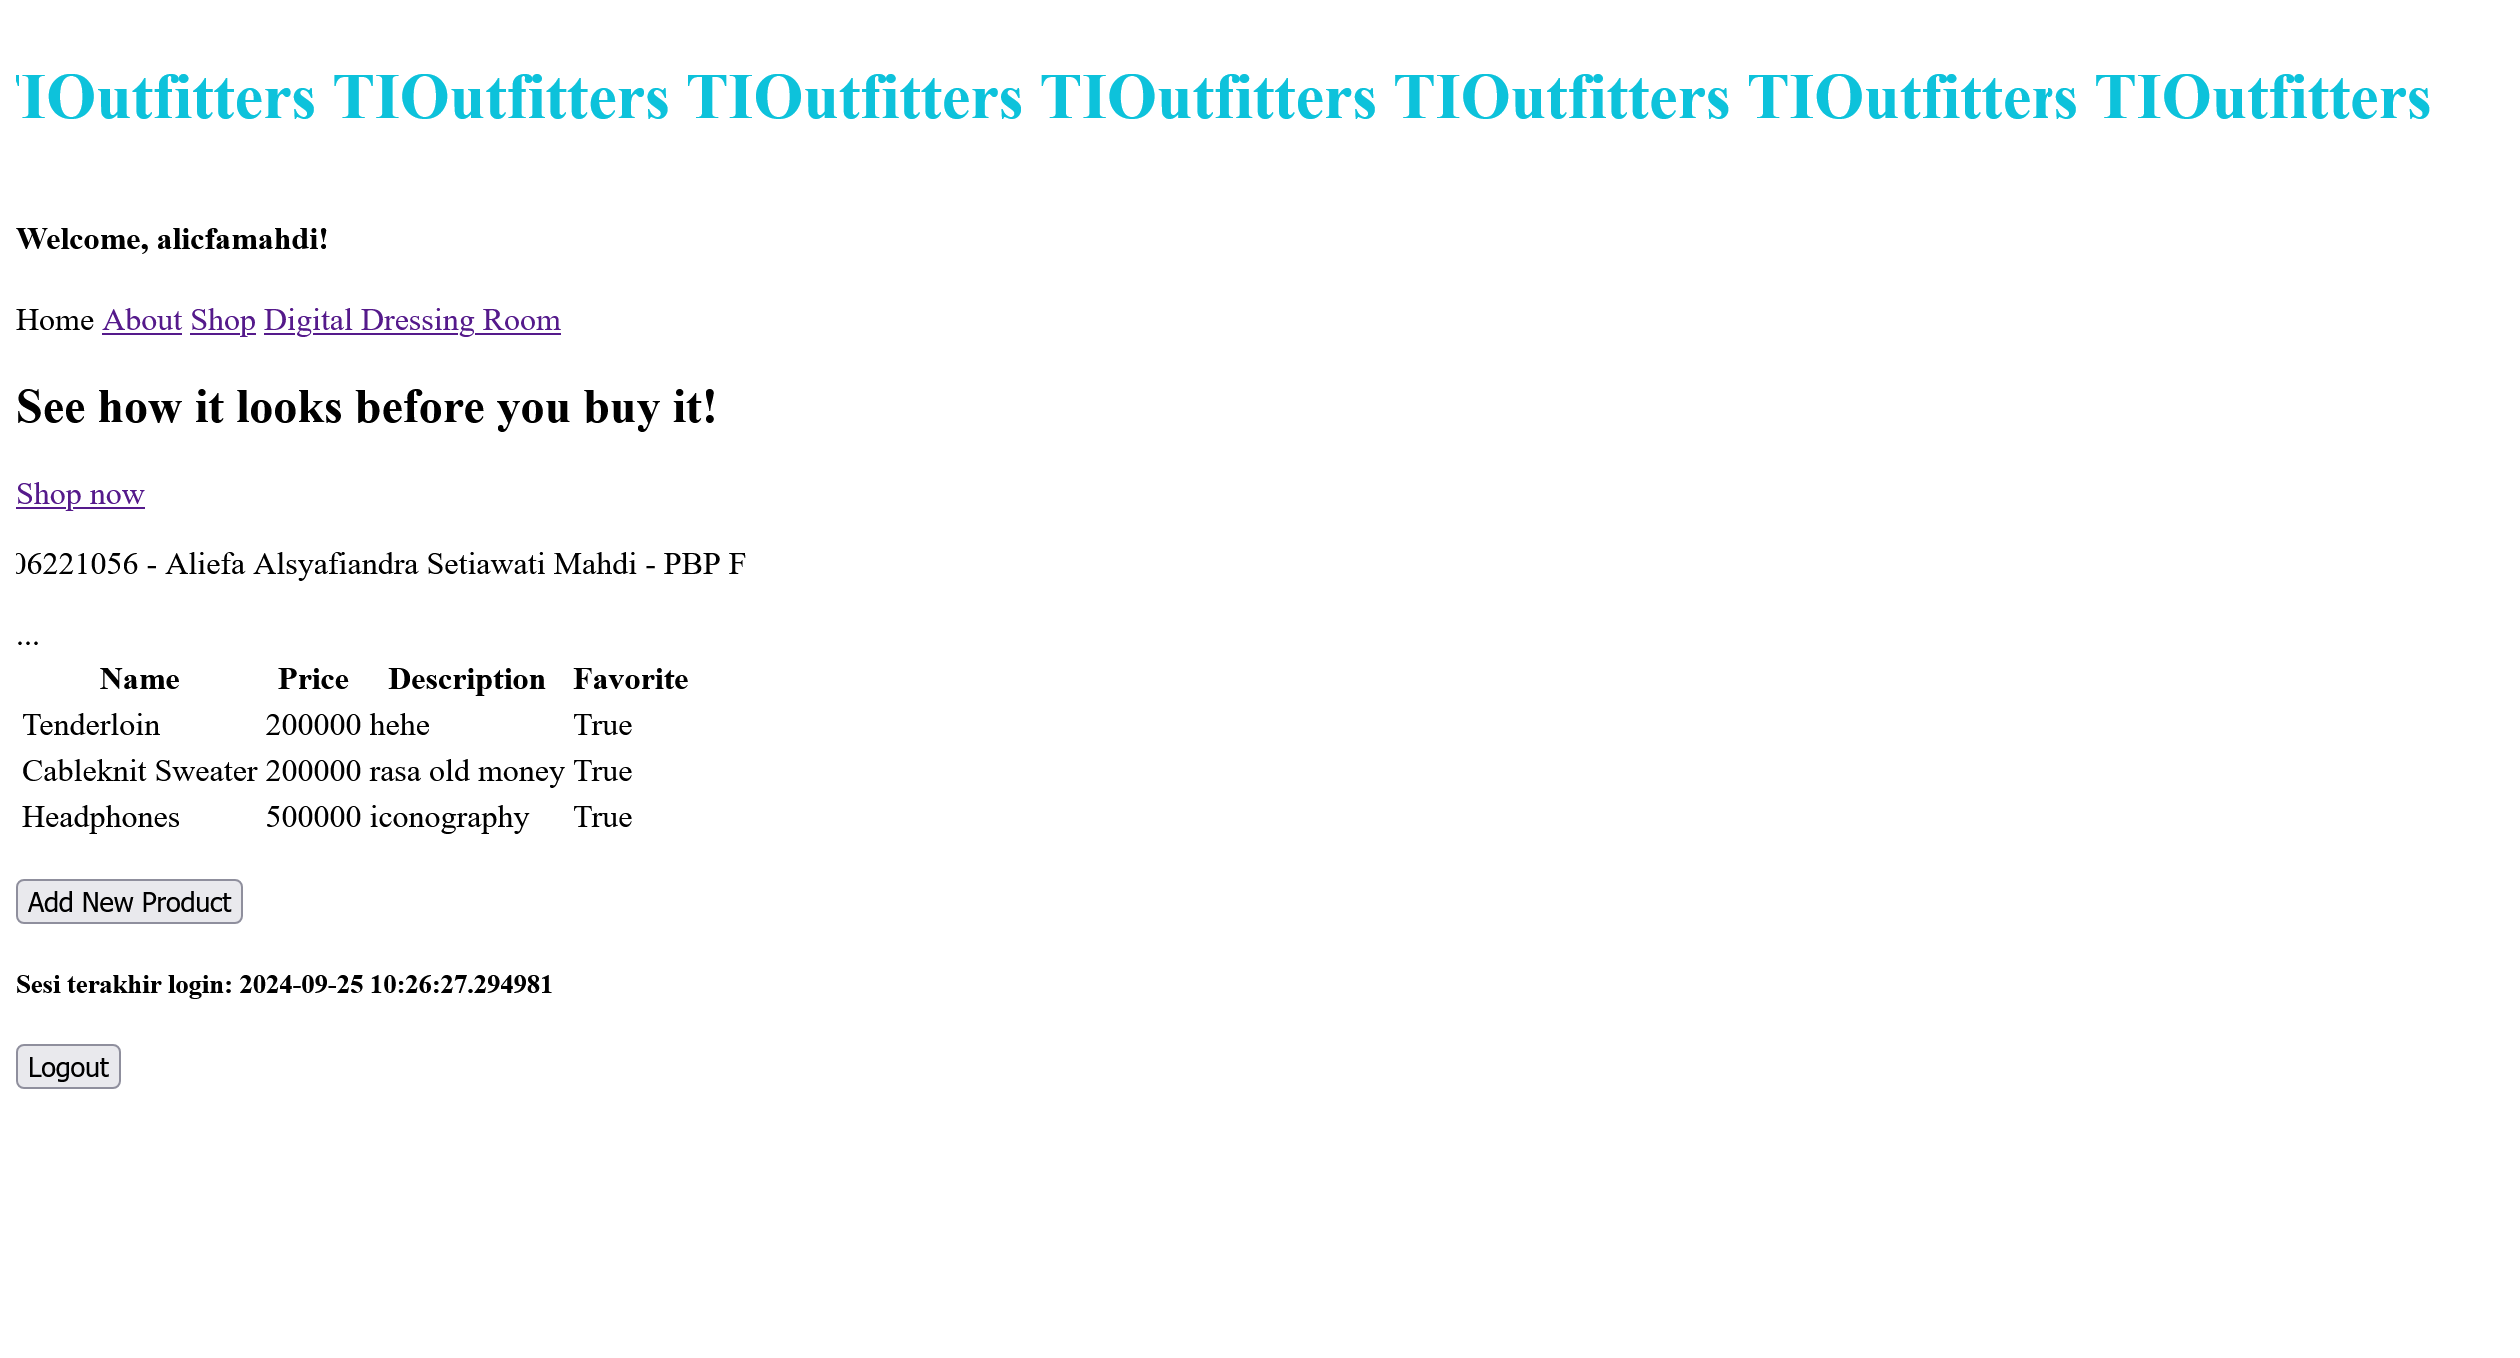 TIOutfitters TIOutfitters TIOutfitters TIOutfitters TIOutfitters TIOutfitters TIOutfitters
Welcome, alicfamahdi!
Home About Shop Digital Dressing Room
See how it looks before you buy it!
Shop now
06221056 - Aliefa Alsyafiandra Setiawati Mahdi - PBP F
...
Name Price Description Favorite
Tenderloin 200000 hehe True
Cableknit Sweater 200000 rasa old money True
Headphones 500000 iconography True
Add New Product
Sesi terakhir login: 2024-09-25 10:26:27.294981
Logout